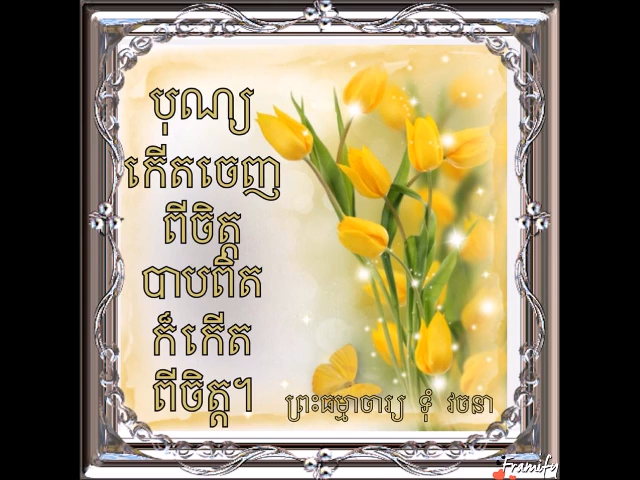 បុណ្យ
កើតចេញ
ពីចិត្ត
បាបពិត
ក៏កើត
ពីចិត្ត។
ព្រះធម្មាចារ្យ ទុំ វចនា
Framify